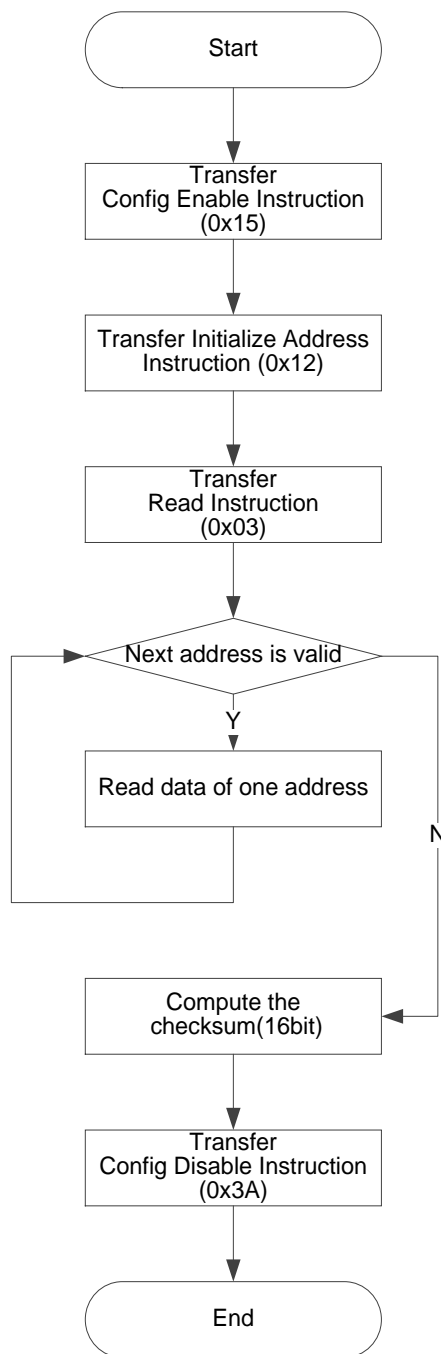 Start
Transfer
Config Enable Instruction
(0x15)
Transfer Initialize Address
Instruction (0x12)
Transfer
Read Instruction
(0x03)
Next address is valid
Y
Read data of one address
N
Compute the
checksum(16bit)
Transfer
Config Disable Instruction
(0x3A)
End